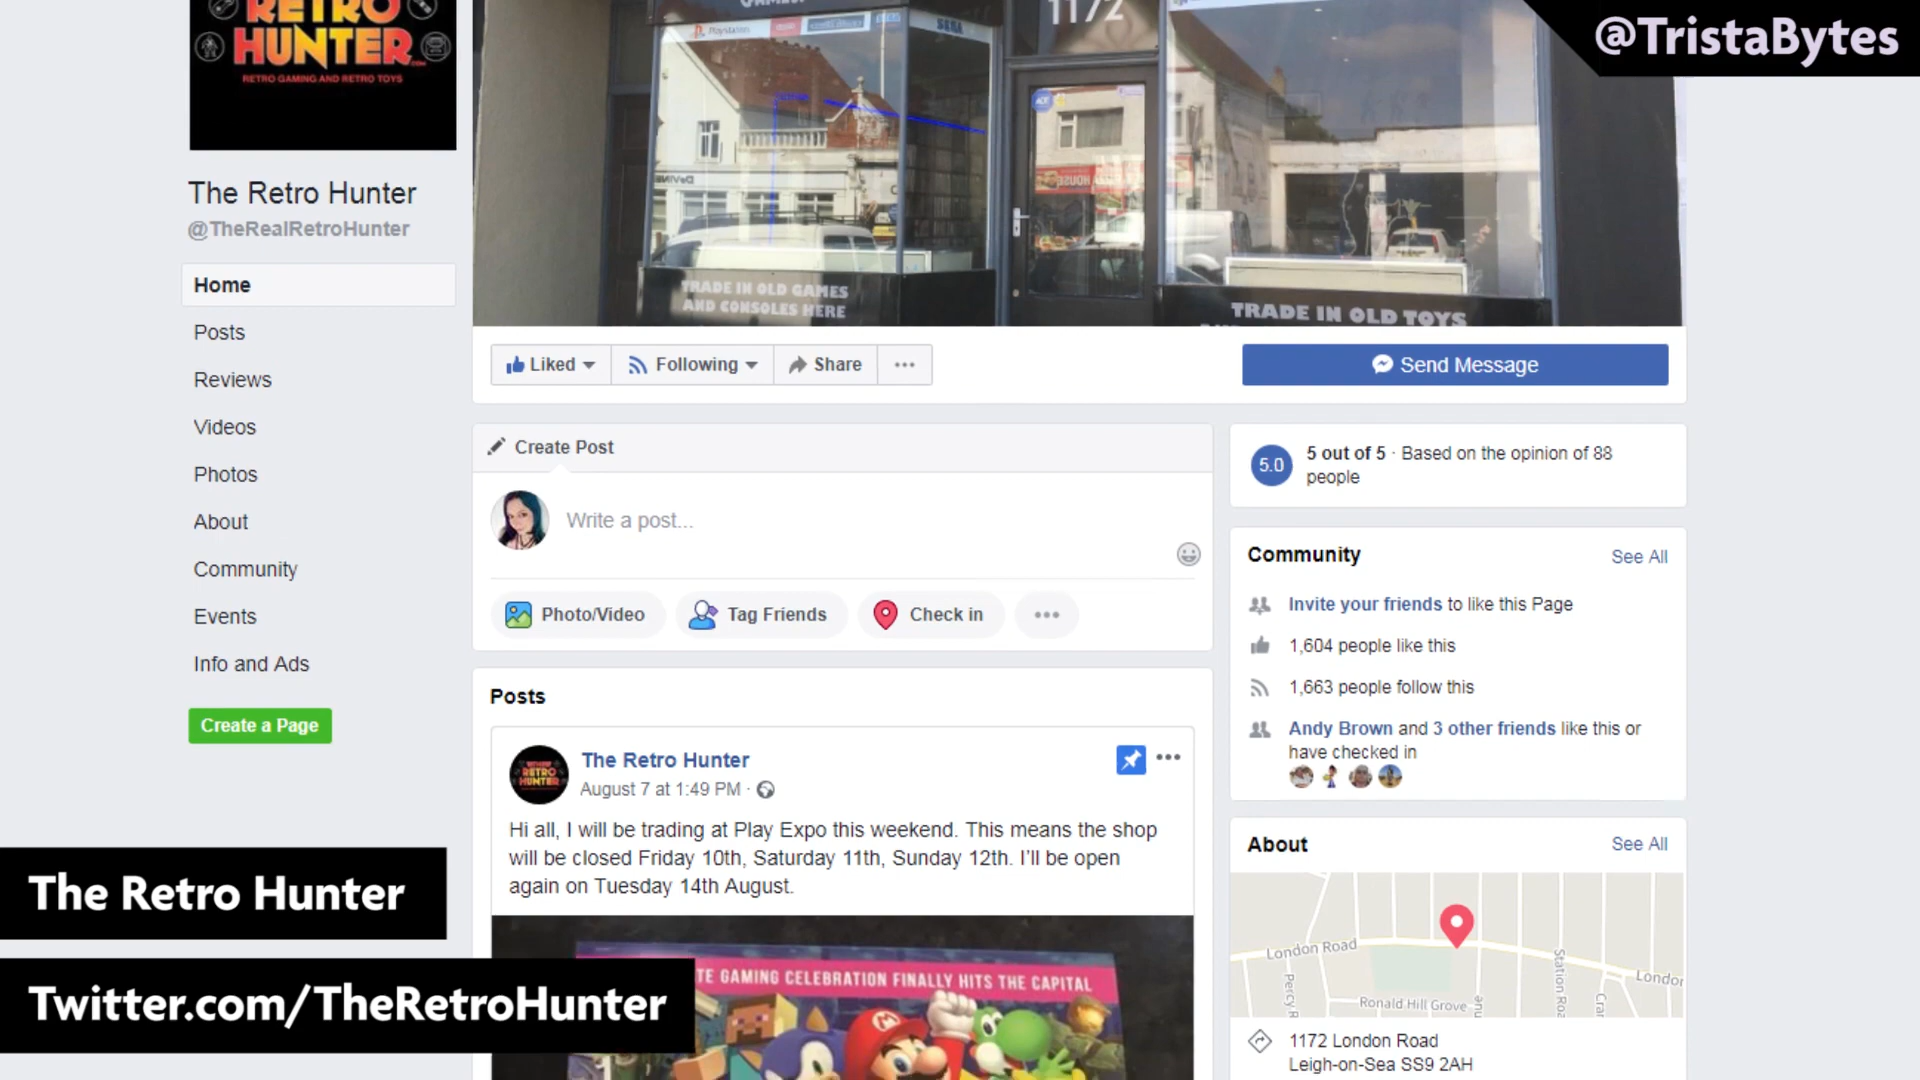 @TristaBytes
RETRO
HUNTER
RETRO GAMING AND RETRO TOYS
1172
PlayStation
SEGA
TRADE IN OLD GAMES
AND CONSOLES HERE
TRADE IN OLD TOYS
The Retro Hunter
@TheRealRetroHunter
Home
Posts
Reviews
Videos
Photos
About
Community
Events
Info and Ads
Create a Page
Liked
Following
Share
Send Message
Create Post
Write a post...
Photo/Video
Tag Friends
Check in
Posts
The Retro Hunter
August 7 at 1:49 PM ·
Hi all, I will be trading at Play Expo this weekend. This means the shop
will be closed Friday 10th, Saturday 11th, Sunday 12th. I'll be open
again on Tuesday 14th August.
TE GAMING CELEBRATION FINALLY HITS THE CAPITAL
5.0
5 out of 5 · Based on the opinion of 88
people
Community
See All
Invite your friends to like this Page
1,604 people like this
1,663 people follow this
Andy Brown and 3 other friends like this or
have checked in
About
See All
London Road
Londor
Percy R
Ronald Hill Grove
Station Roa
Cran
1172 London Road
Leigh-on-Sea SS9 2AH
The Retro Hunter
Twitter.com/TheRetroHunter